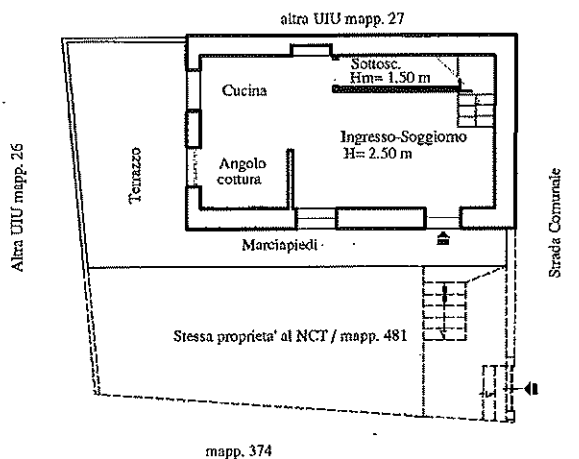 altra UIU mapp. 27
Sottosc.
Hm= 1.50 m
Cucina
Ingresso-Soggiorno
H= 2.50 m
Angolo
cottura
Terrazzo
Altra UIU mapp. 26
Strada Comunale
Marciapiedi
Stessa proprieta' al NCT / mapp. 481
mapp. 374